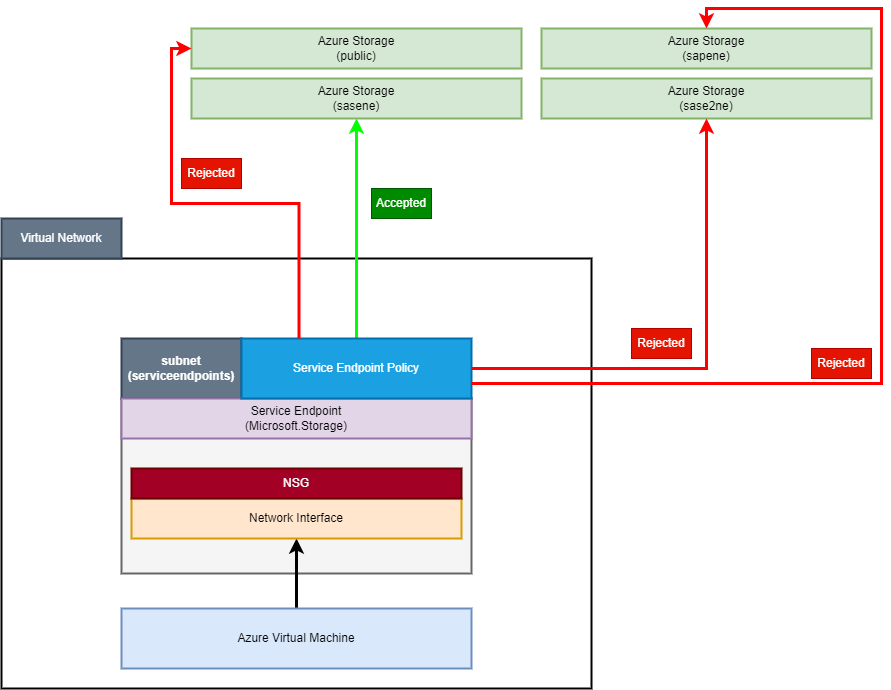 Azure Storage
(public)
Azure Storage
(sapene)
Azure Storage
(sasene)
Azure Storage
(sase2ne)
Rejected
Accepted
Virtual Network
Rejected
Rejected
subnet
(serviceendpoints)
Service Endpoint Policy
Service Endpoint
(Microsoft.Storage)
NSG
Network Interface
Azure Virtual Machine